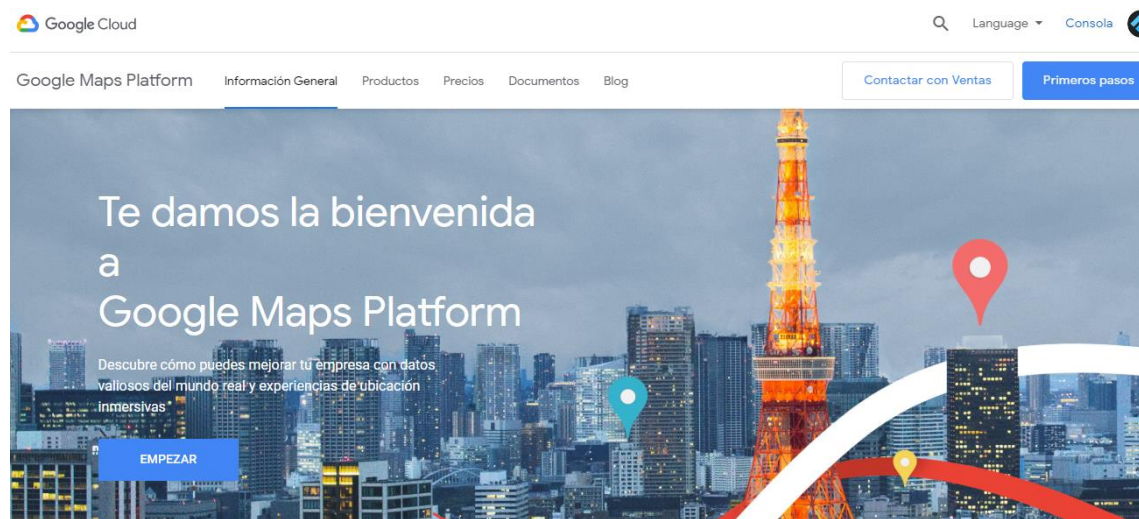 Google Cloud
Language
Consola
Google Maps Platform
Información General
Productos
Precios
Documentos
Blog
Contactar con Ventas
Primeros pasos
Te damos la bienvenida
a
Google Maps Platform
Descubre cómo puedes mejorar tu empresa con datos
valiosos del mundo real y experiencias de ubicación
inmersivas
EMPEZAR